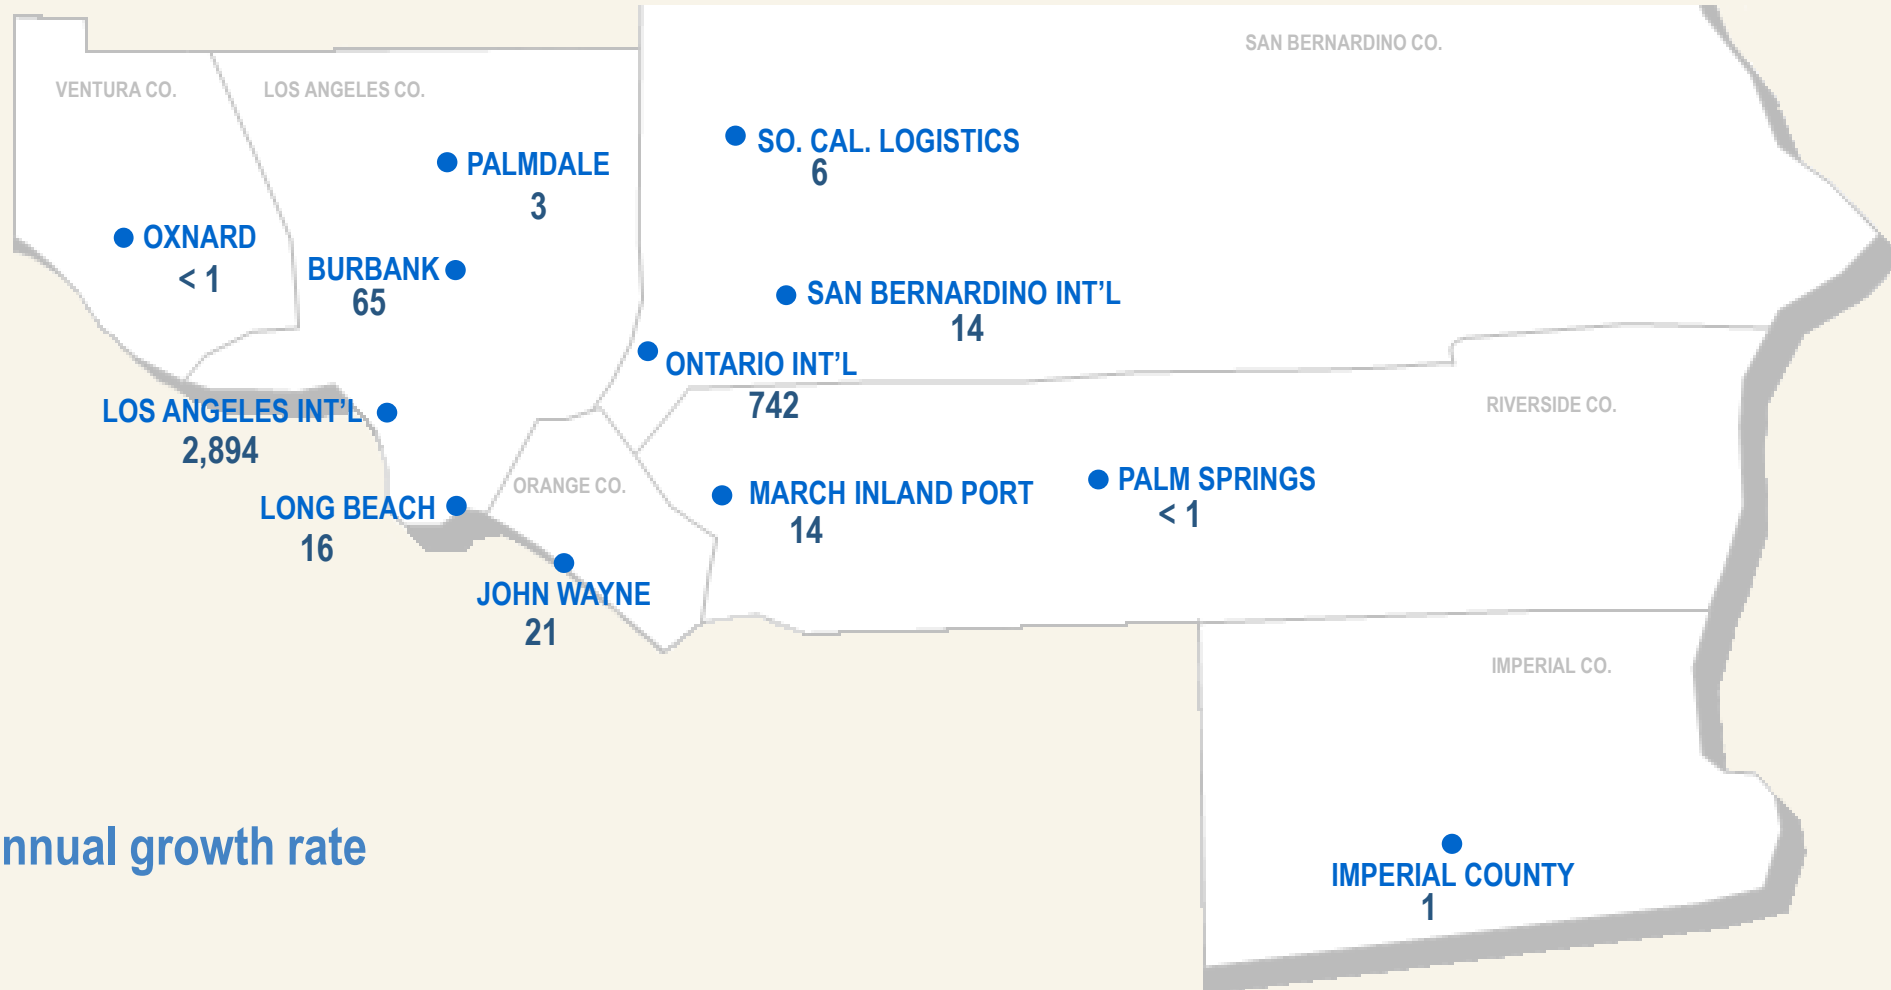 SAN BERNARDINO CO.
VENTURA CO.
LOS ANGELES CO.
SO. CAL. LOGISTICS
6
PALMDALE
3
OXNARD
< 1
BURBANK
65
SAN BERNARDINO INT'L
14
ONTARIO INT'L
742
LOS ANGELES INT'L
2,894
RIVERSIDE CO.
ORANGE CO.
LONG BEACH
16
MARCH INLAND PORT
14
PALM SPRINGS
< 1
JOHN WAYNE
21
IMPERIAL CO.
nnual growth rate
IMPERIAL COUNTY
1